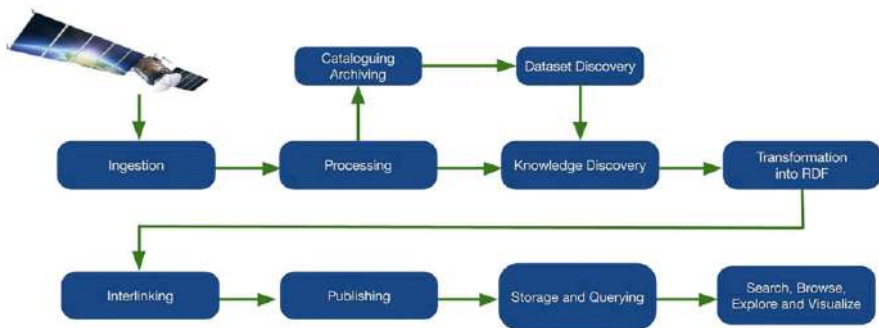 Cataloguing
Archiving
Dataset Discovery
Ingestion
Processing
Knowledge Discovery
Transformation
into RDF
Interlinking
Publishing
Storage and Querying
Search, Browse,
Explore and Visualize